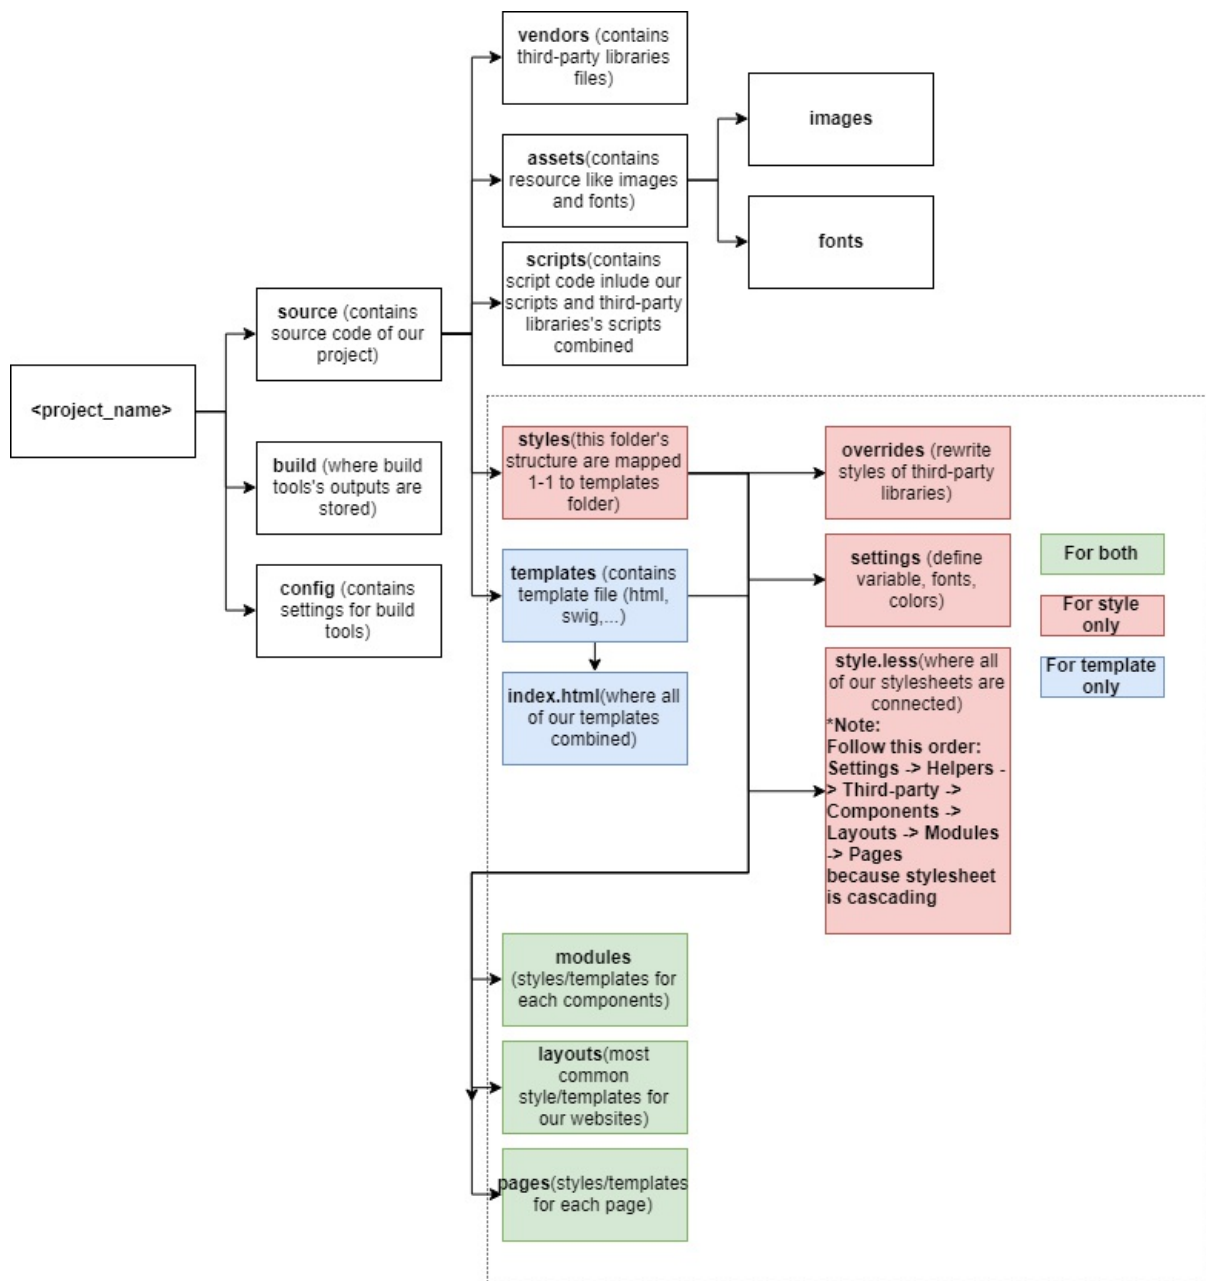 vendors (contains
third-party libraries
files)
images
assets(contains
resource like images
and fonts)
fonts
scripts(contains
script code inlude our
scripts and third-party
libraries's scripts
combined
source (contains
source code of our
project)
<project_name>
build (where build
tools's outputs are
stored)
config (contains
settings for build
tools)
styles(this folder's
structure are mapped
1-1 to templates
folder)
overrides (rewrite
styles of third-party
libraries)
templates (contains
template file (html,
swig,...)
settings (define
variable, fonts,
colors)
For both
For style
only
For template
only
index.html(where all
of our templates
combined)
style.less(where all
of our stylesheets are
connected)
*Note:
Follow this order:
Settings -> Helpers -
> Third-party ->
Components ->
Layouts -> Modules
-> Pages
because stylesheet
is cascading
modules
(styles/templates for
each components)
layouts(most
common
style/templates for
our websites)
pages(styles/templates
for each page)